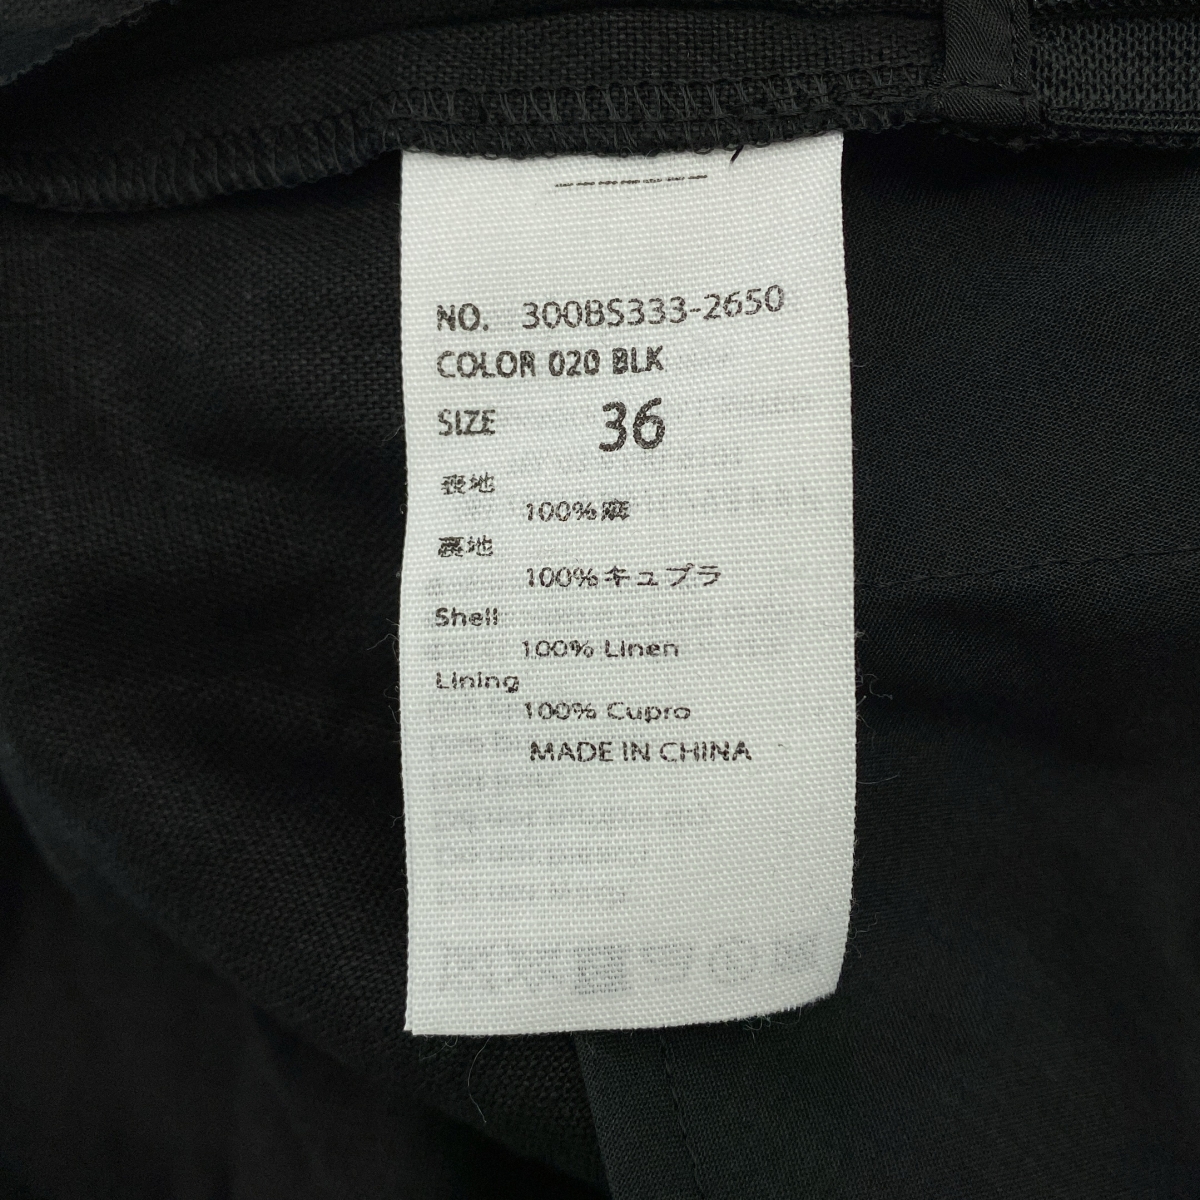 NO. 300BS333-2650
COLOR 020 BLK
SIZE 36
表地
100%麻
裏地
100%キュプラ
Shell
100% Linen
Lining
100% Cupro
MADE IN CHINA